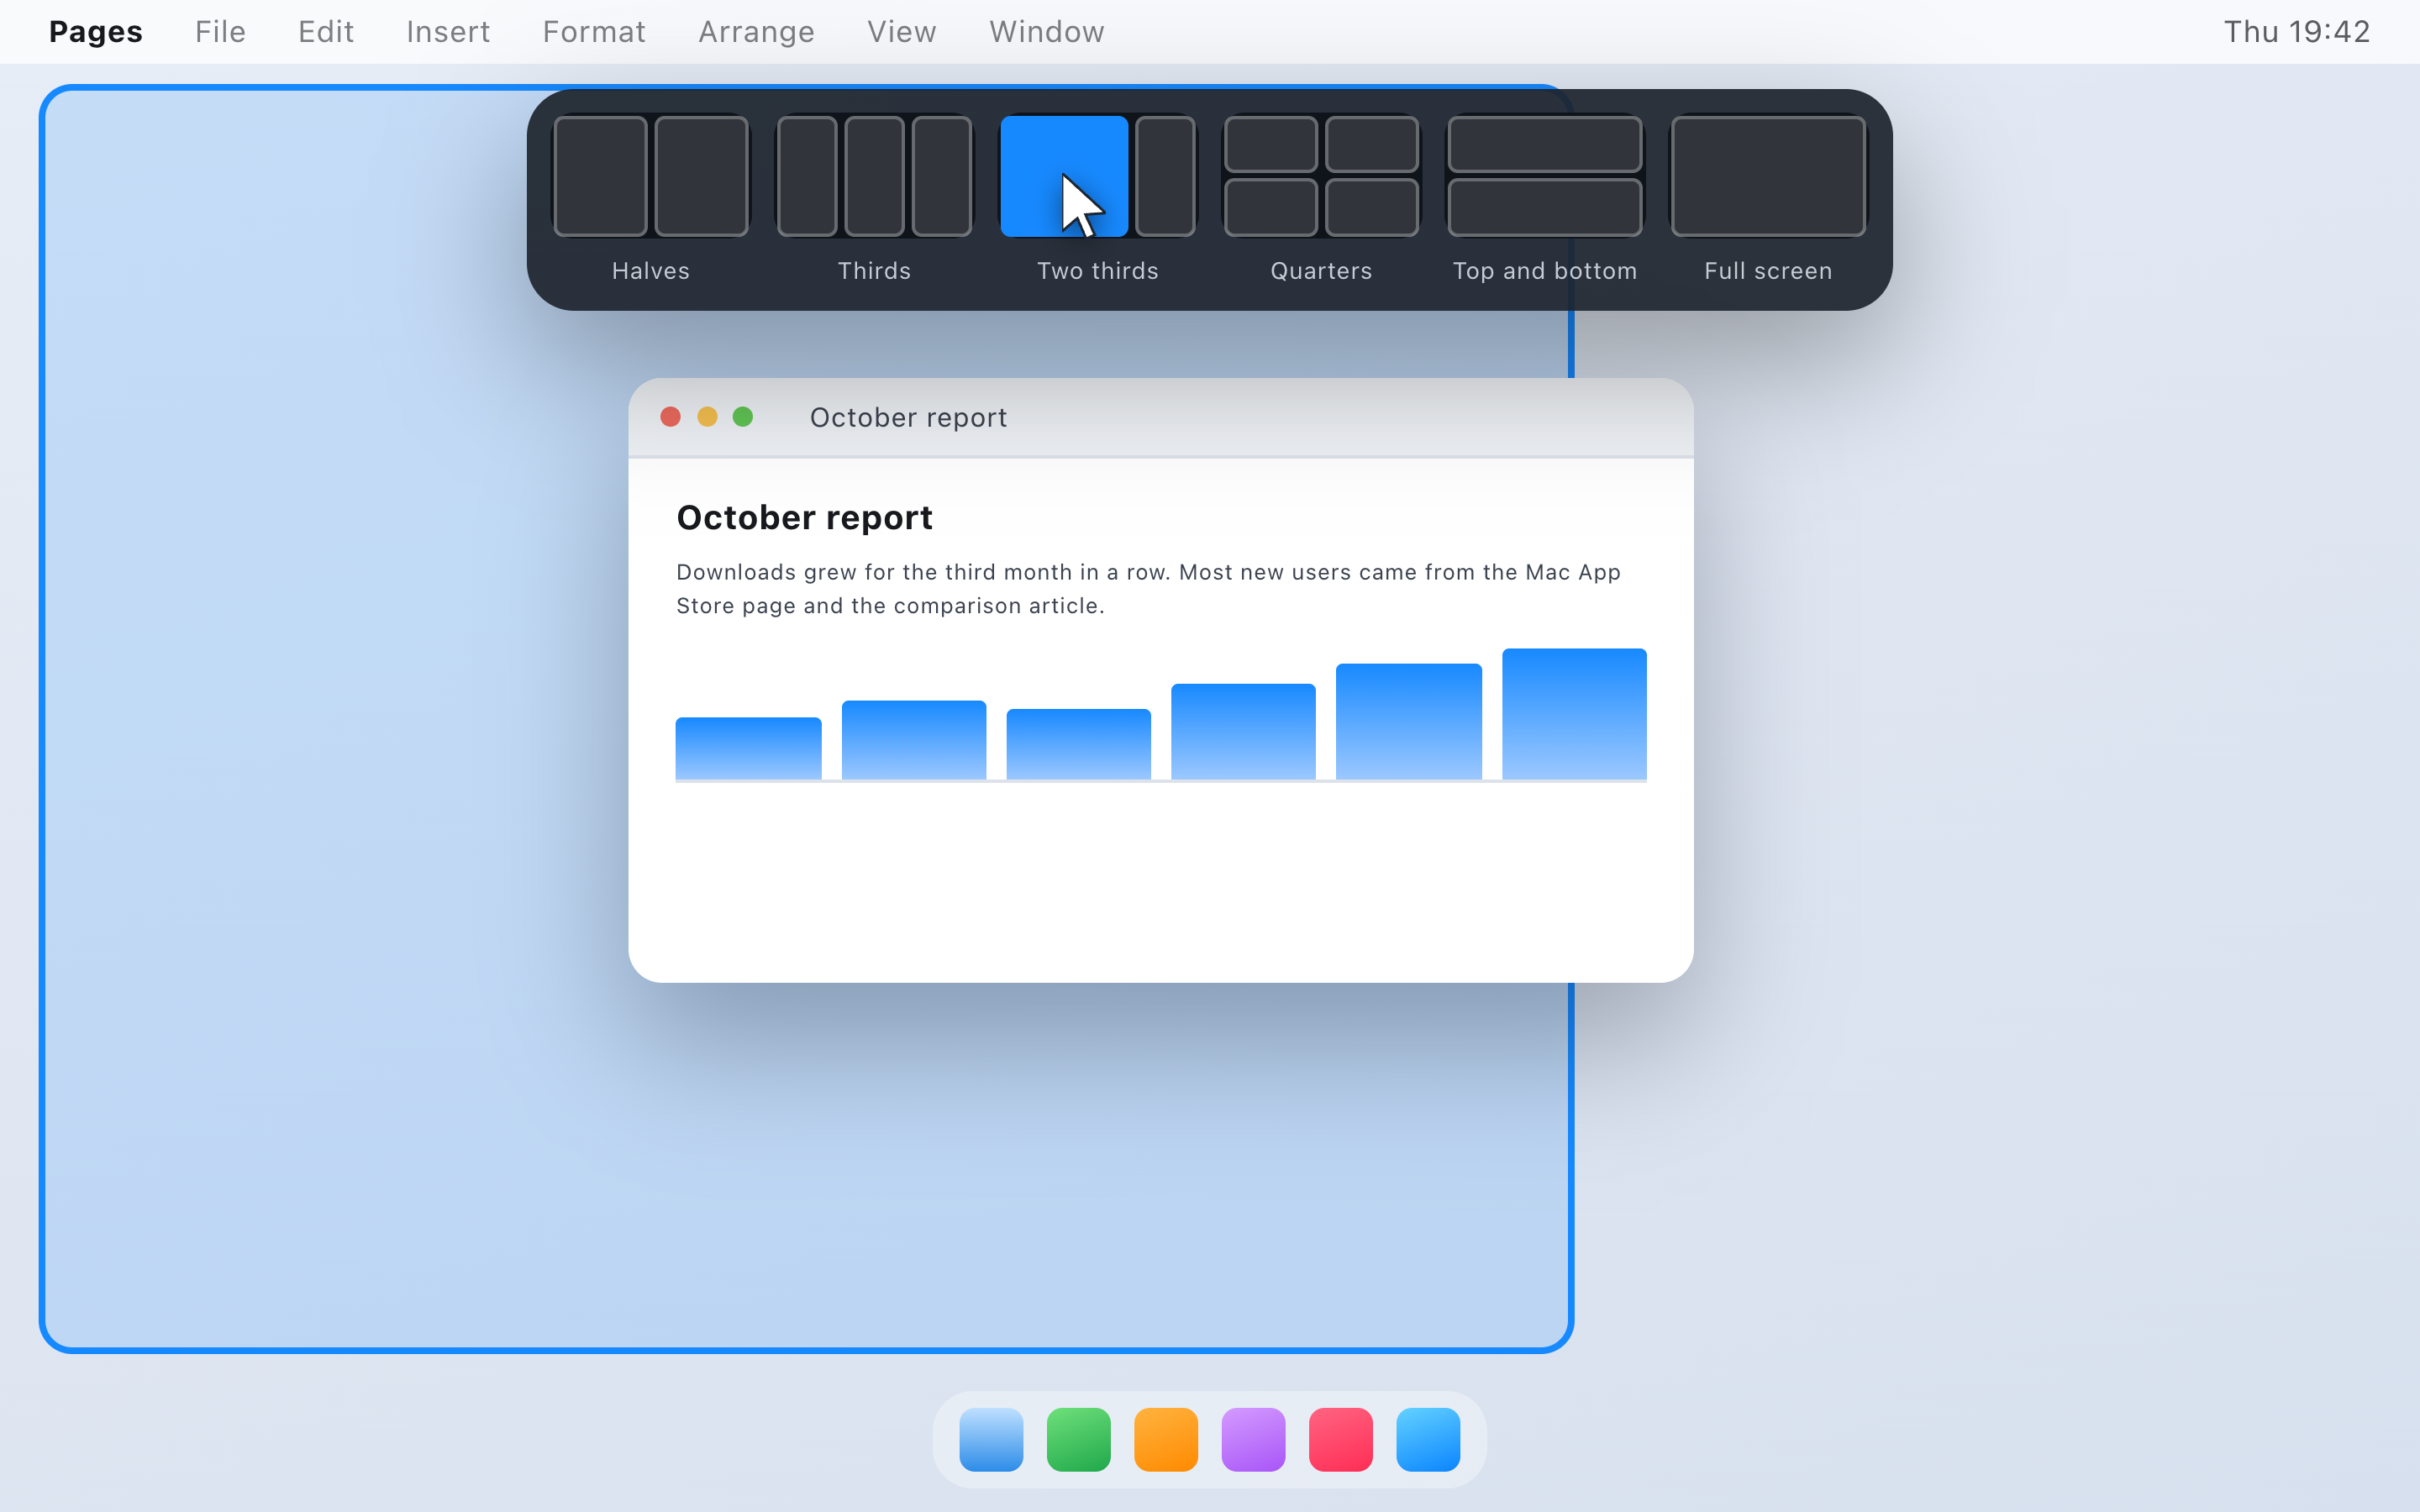 Pages File Edit Insert Format Arrange View Window Thu 19:42
Halves Thirds Two thirds Quarters Top and bottom Full screen
October report
October report
Downloads grew for the third month in a row. Most new users came from the Mac App
Store page and the comparison article.